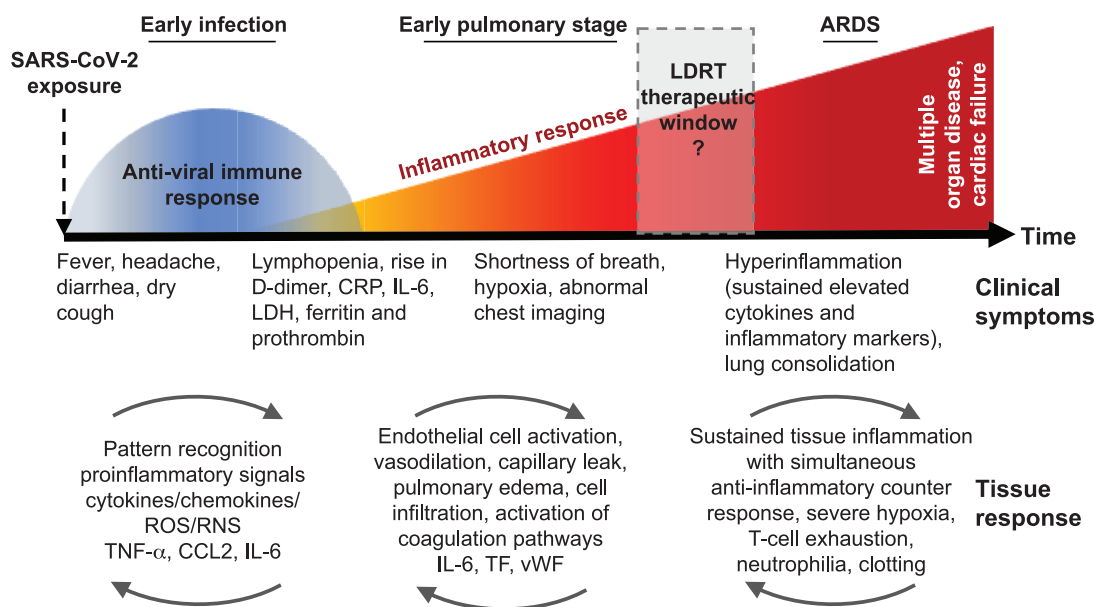 Early infection
Early pulmonary stage
ARDS
SARS-CoV-2
exposure
Anti-viral immune
response
Inflammatory response
LDRT
therapeutic
window
?
Multiple
organ disease,
cardiac failure
Time
Fever, headache,
diarrhea, dry
cough
Lymphopenia, rise in
D-dimer, CRP, IL-6,
LDH, ferritin and
prothrombin
Shortness of breath,
hypoxia, abnormal
chest imaging
Hyperinflammation
(sustained elevated
cytokines and
inflammatory markers),
lung consolidation
Clinical
symptoms
Pattern recognition
proinflammatory signals
cytokines/chemokines/
ROS/RNS
TNF-α, CCL2, IL-6
Endothelial cell activation,
vasodilation, capillary leak,
pulmonary edema, cell
infiltration, activation of
coagulation pathways
IL-6, TF, vWF
Sustained tissue inflammation
with simultaneous
anti-inflammatory counter
response, severe hypoxia,
T-cell exhaustion,
neutrophilia, clotting
Tissue
response